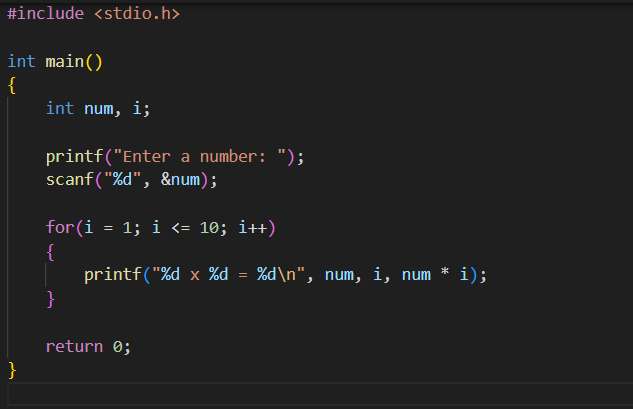 #include <stdio.h>

int main()
{
    int num, i;

    printf("Enter a number: ");
    scanf("%d", &num);

    for(i = 1; i <= 10; i++)
    {
        printf("%d x %d = %d\n", num, i, num * i);
    }

    return 0;
}